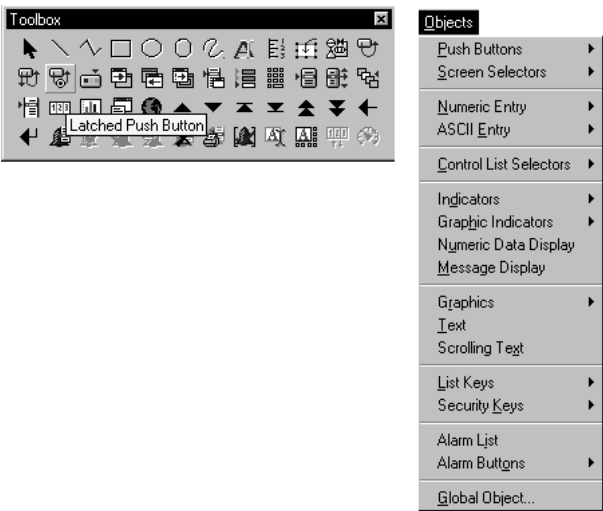 Toolbox
Latched Push Button
Objects
Push Buttons
Screen Selectors
Numeric Entry
ASCII Entry
Control List Selectors
Indicators
Graphic Indicators
Numeric Data Display
Message Display
Graphics
Text
Scrolling Text
List Keys
Security Keys
Alarm List
Alarm Buttons
Global Object...